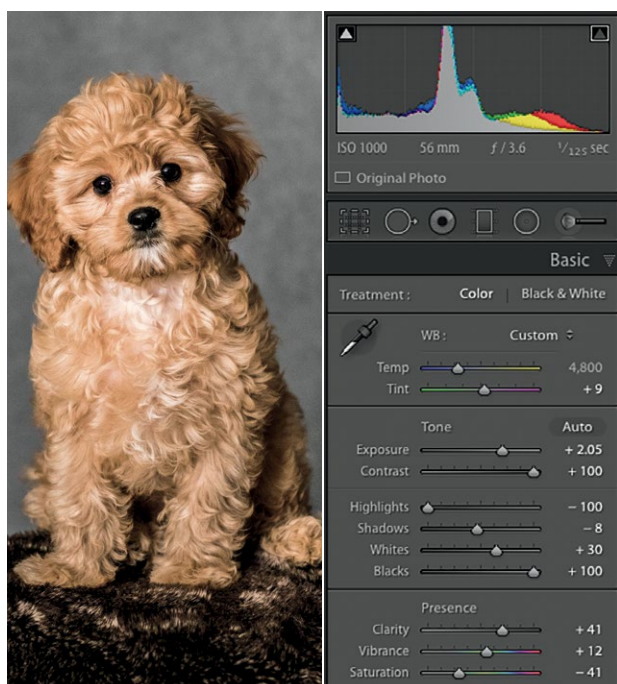 ISO 1000 56 mm ƒ / 3.6 1/125 sec
Original Photo
Basic
Treatment : Color | Black & White
WB : Custom
Temp 4,800
Tint + 9
Tone Auto
Exposure + 2.05
Contrast + 100
Highlights − 100
Shadows − 8
Whites + 30
Blacks + 100
Presence
Clarity + 41
Vibrance + 12
Saturation − 41